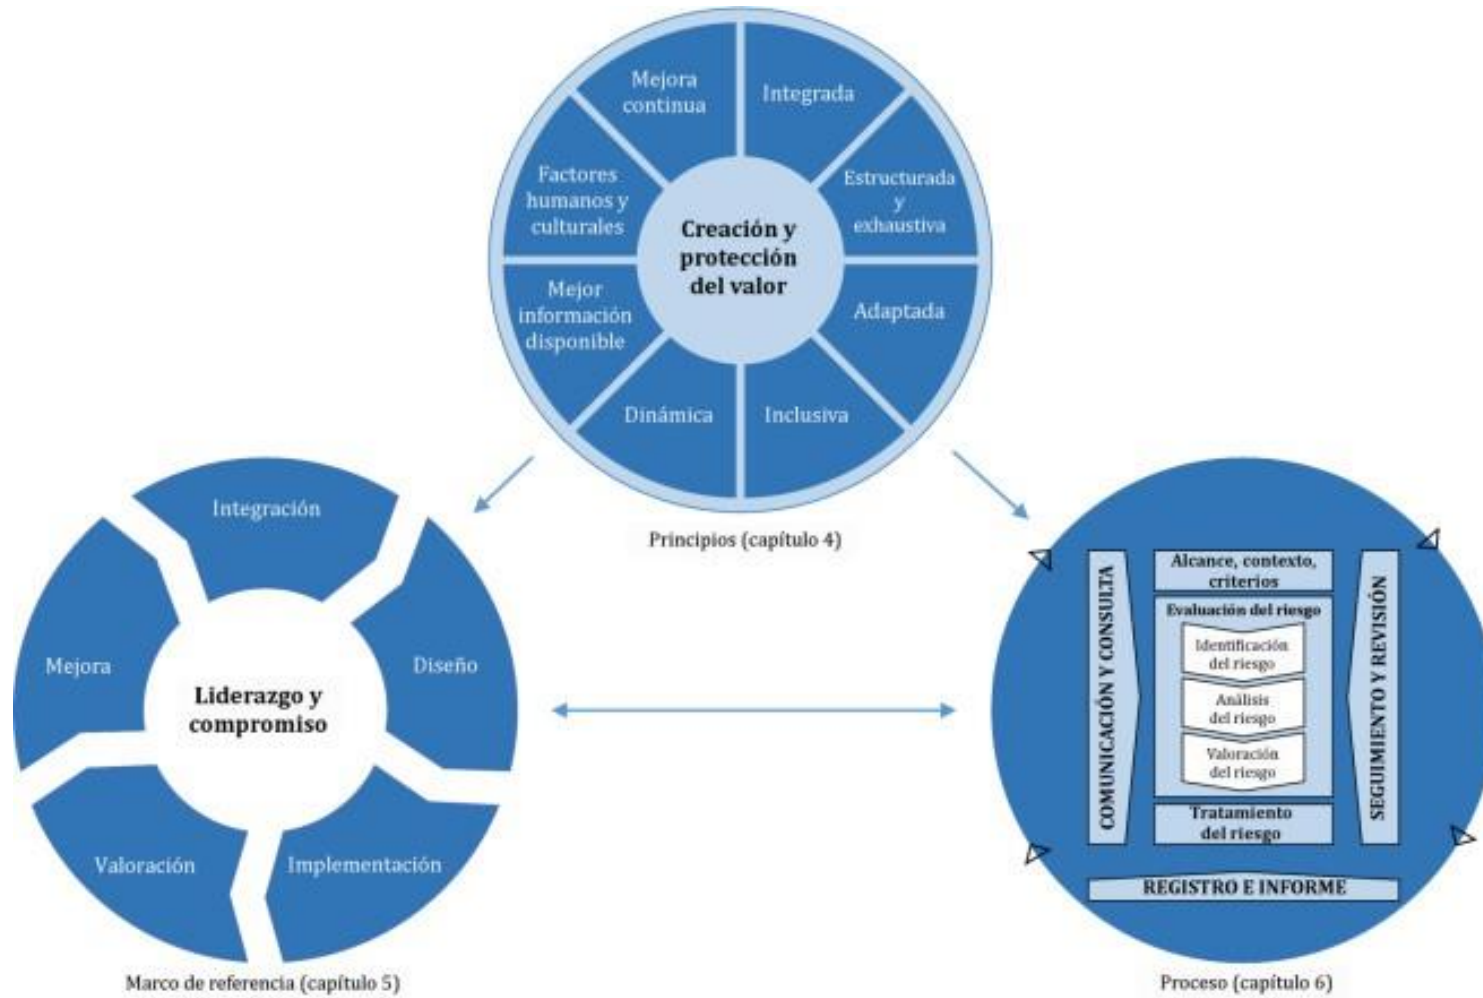 Mejora
continua
Integrada
Factores
humanos y
culturales
Estructurada
y
exhaustiva
Creación y
protección
del valor
Mejor
información
disponible
Adaptada
Dinámica
Inclusiva
Principios (capítulo 4)
Integración
Mejora
Diseño
Liderazgo y
compromiso
Valoración
Implementación
Marco de referencia (capítulo 5)
COMUNICACIÓN Y CONSULTA
Alcance, contexto,
criterios
Evaluación del riesgo
Identificación
del riesgo
Análisis
del riesgo
Valoración
del riesgo
Tratamiento
del riesgo
SEGUIMIENTO Y REVISIÓN
REGISTRO E INFORME
Proceso (capítulo 6)